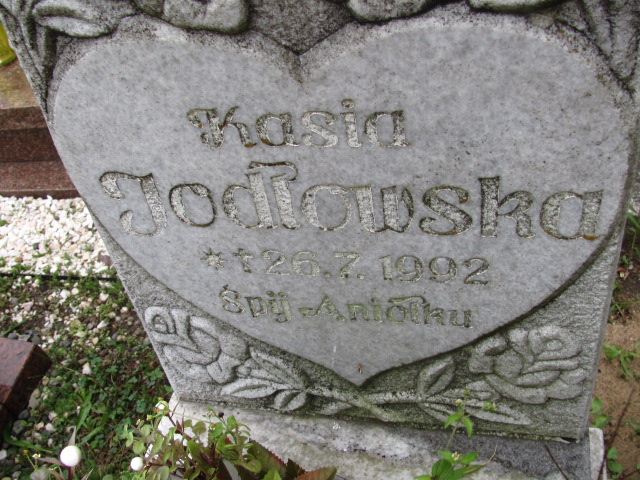 Kasia
Jodłowska
*†26.7.1992
Śpij Aniołku